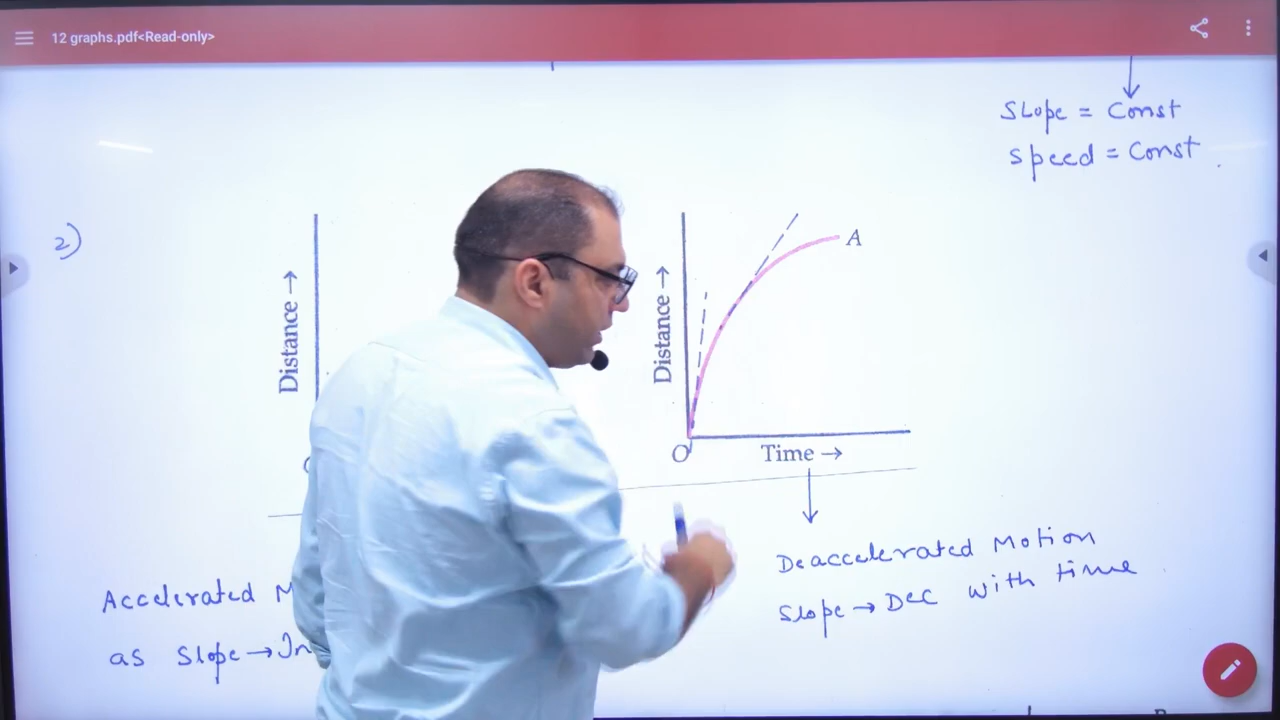 12 graphs.pdf<Read-only>
Slope = Const
Speed = Const
2)
Distance →
Distance →
A
O
Time →
Deaccelerated Motion
Slope → Dec with time
Accelerated
as Slope →